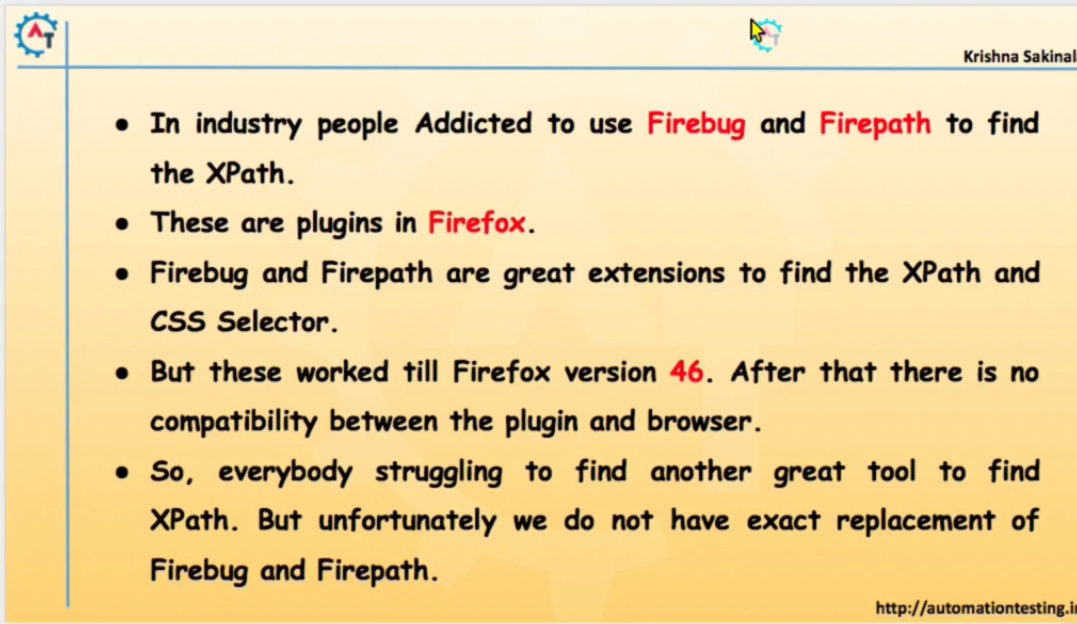 AT
Krishna Sakinal
• In industry people Addicted to use Firebug and Firepath to find
the XPath.
• These are plugins in Firefox.
• Firebug and Firepath are great extensions to find the XPath and
CSS Selector.
• But these worked till Firefox version 46. After that there is no
compatibility between the plugin and browser.
• So, everybody struggling to find another great tool to find
XPath. But unfortunately we do not have exact replacement of
Firebug and Firepath.
http://automationtesting.in